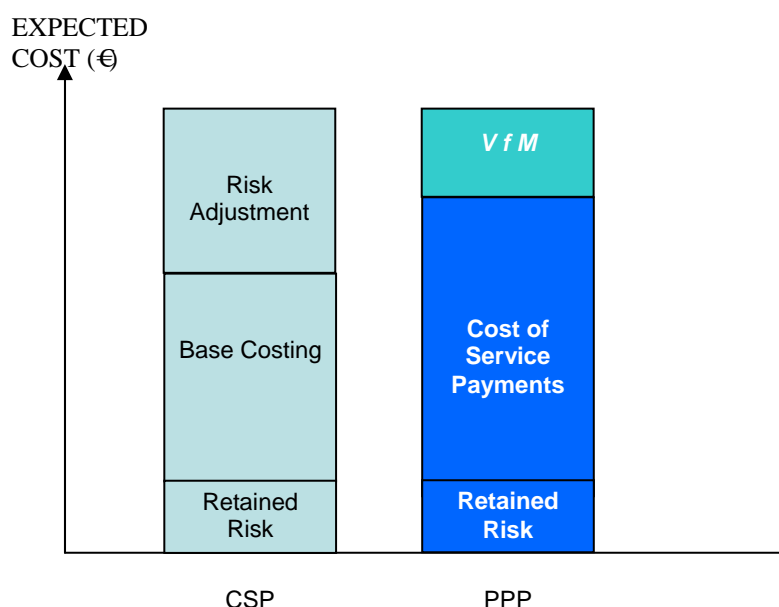 EXPECTED
COST (€)
Risk
Adjustment
Base Costing
Retained
Risk
V f M
Cost of
Service
Payments
Retained
Risk
CSP
PPP